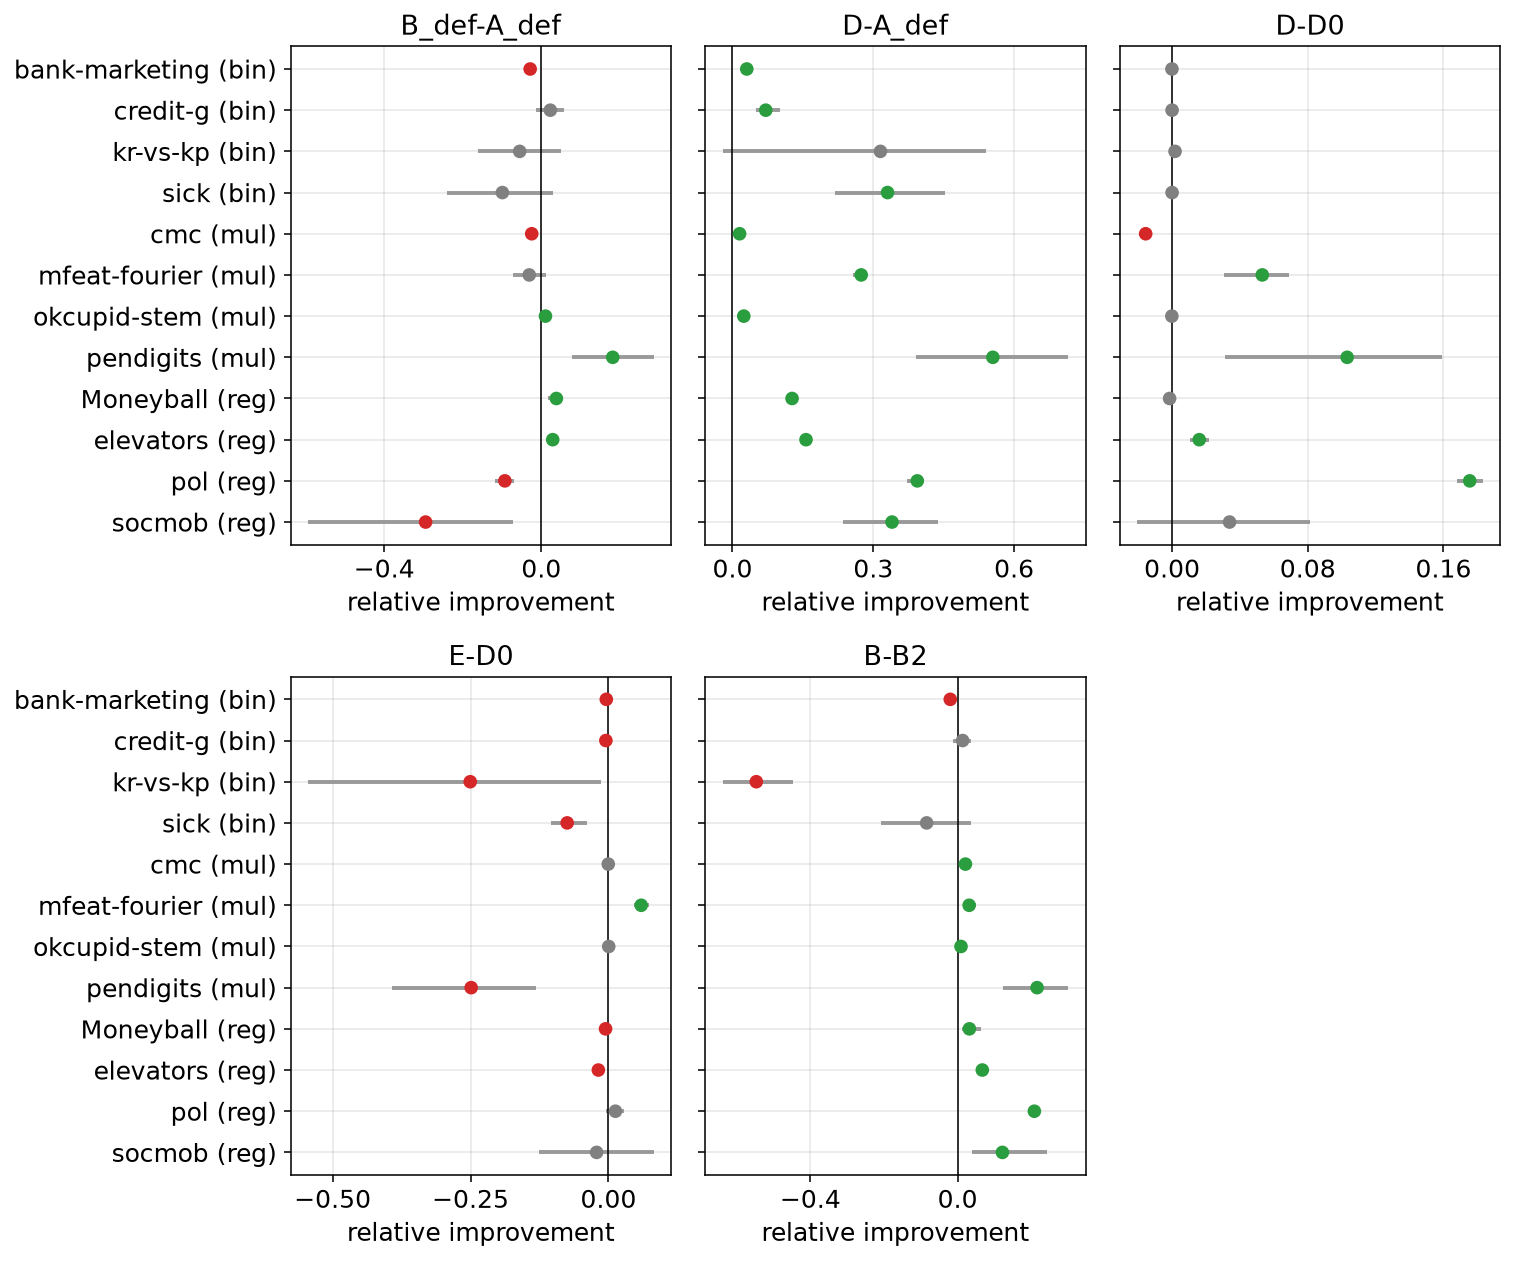 B_def-A_def
D-A_def
D-D0
bank-marketing (bin)
credit-g (bin)
kr-vs-kp (bin)
sick (bin)
cmc (mul)
mfeat-fourier (mul)
okcupid-stem (mul)
pendigits (mul)
Moneyball (reg)
elevators (reg)
pol (reg)
socmob (reg)
−0.4 0.0
0.0 0.3 0.6
0.00 0.08 0.16
relative improvement
relative improvement
relative improvement
E-D0
B-B2
bank-marketing (bin)
credit-g (bin)
kr-vs-kp (bin)
sick (bin)
cmc (mul)
mfeat-fourier (mul)
okcupid-stem (mul)
pendigits (mul)
Moneyball (reg)
elevators (reg)
pol (reg)
socmob (reg)
−0.50 −0.25 0.00
−0.4 0.0
relative improvement
relative improvement